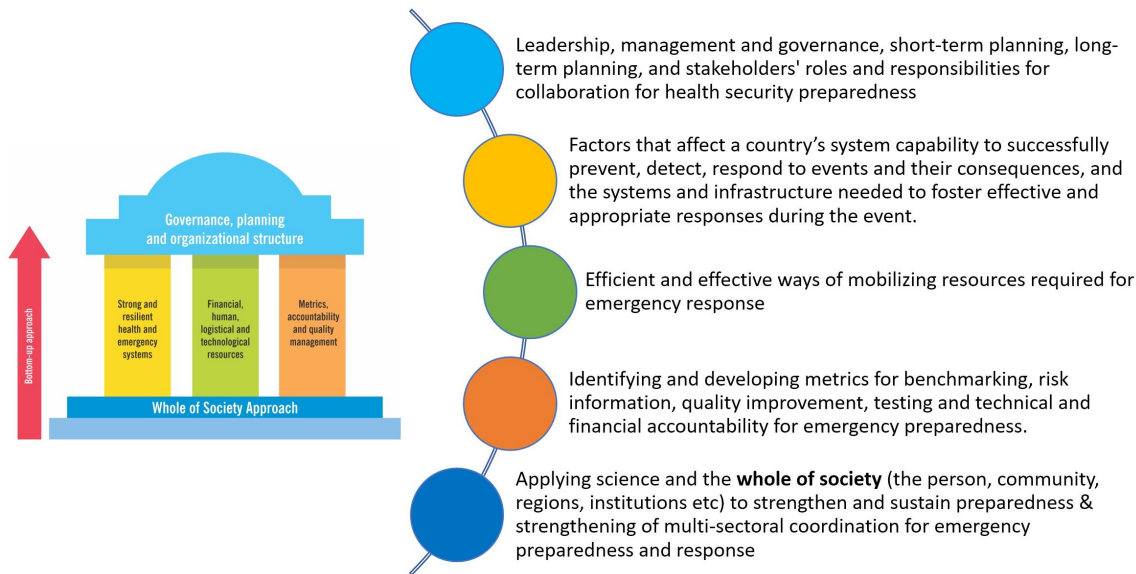 Governance, planning
and organizational structure
Strong and
resilient
health and
emergency
systems
Financial,
human,
logistical and
technological
resources
Metrics,
accountability
and quality
management
Bottom-up approach
Whole of Society Approach
Leadership, management and governance, short-term planning, long-
term planning, and stakeholders' roles and responsibilities for
collaboration for health security preparedness
Factors that affect a country’s system capability to successfully
prevent, detect, respond to events and their consequences, and
the systems and infrastructure needed to foster effective and
appropriate responses during the event.
Efficient and effective ways of mobilizing resources required for
emergency response
Identifying and developing metrics for benchmarking, risk
information, quality improvement, testing and technical and
financial accountability for emergency preparedness.
Applying science and the whole of society (the person, community,
regions, institutions etc) to strengthen and sustain preparedness &
strengthening of multi-sectoral coordination for emergency
preparedness and response